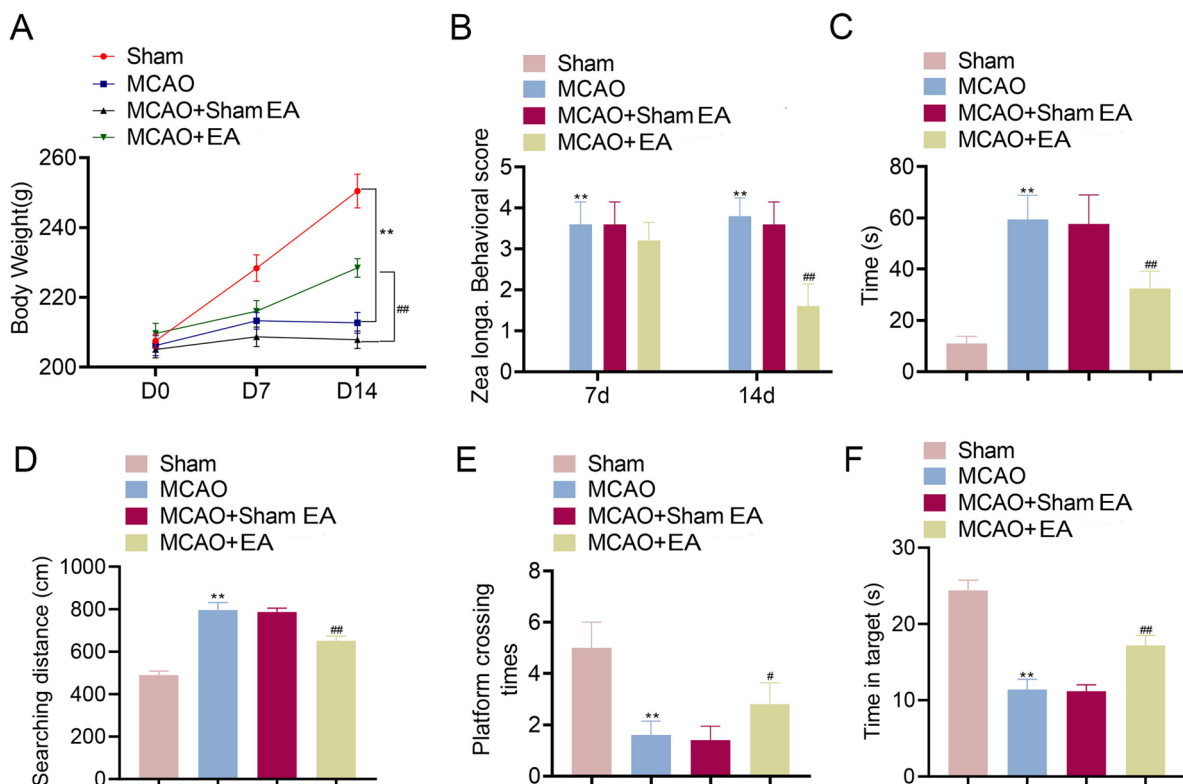 A
Sham
MCAO
MCAO+Sham EA
MCAO+EA
Body Weight(g)
260
240
220
200
D0 D7 D14
**
##
B
Sham
MCAO
MCAO+Sham EA
MCAO+EA
Zea longa. Behavioral score
5
4
3
2
1
0
** **
##
7d 14d
C
Sham
MCAO
MCAO+Sham EA
MCAO+EA
Time (s)
80
60
40
20
0
**
##
D
Sham
MCAO
MCAO+Sham EA
MCAO+EA
Searching distance (cm)
1000
800
600
400
200
0
**
##
E
Sham
MCAO
MCAO+Sham EA
MCAO+EA
Platform crossing
times
8
6
4
2
0
**
#
F
Sham
MCAO
MCAO+Sham EA
MCAO+EA
Time in target (s)
30
20
10
0
**
##